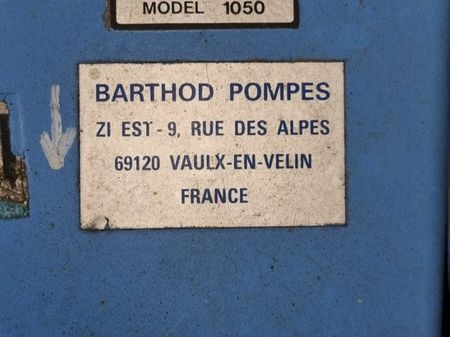 MODEL 1050
BARTHOD POMPES
ZI EST - 9, RUE DES ALPES
69120 VAULX-EN-VELIN
FRANCE